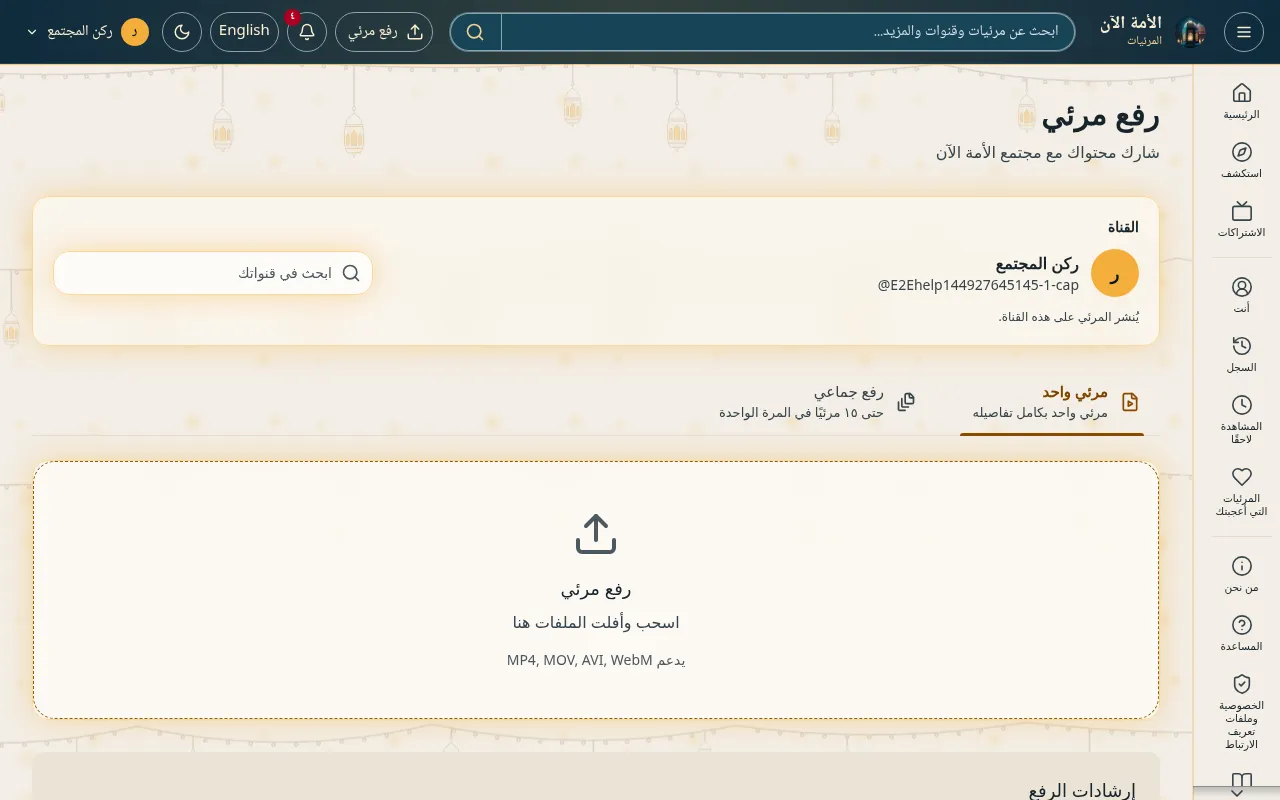 الأمة الآن
المرئيات
ابحث عن مرئيات وقنوات والمزيد...
رفع مرئي
٤
English
ر
ركن المجتمع
الرئيسية
استكشف
الاشتراكات
أنت
السجل
المشاهدة
لاحقًا
المرئيات
التي أعجبتك
من نحن
المساعدة
الخصوصية
وملفات
تعريف
الارتباط
رفع مرئي
شارك محتواك مع مجتمع الأمة الآن
القناة
ر
ركن المجتمع
@E2Ehelp144927645145-1-cap
يُنشر المرئي على هذه القناة.
ابحث في قنواتك
مرئي واحد
مرئي واحد بكامل تفاصيله
رفع جماعي
حتى ١٥ مرئيًا في المرة الواحدة
رفع مرئي
اسحب وأفلت الملفات هنا
يدعم MP4, MOV, AVI, WebM
إرشادات الرفع